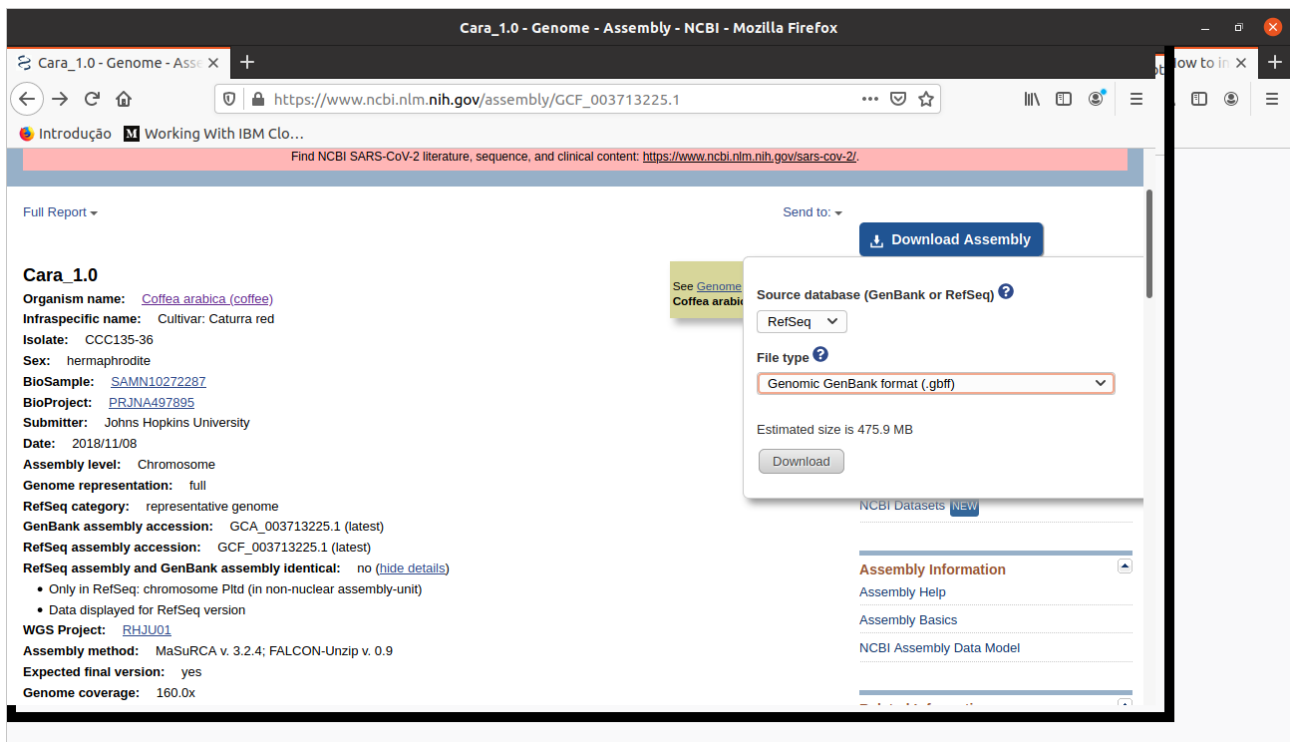 Cara_1.0 - Genome - Assembly - NCBI - Mozilla Firefox
Cara_1.0 - Genome - Asse
How to in
https://www.ncbi.nlm.nih.gov/assembly/GCF_003713225.1
Introdução M Working With IBM Clo...
Find NCBI SARS-CoV-2 literature, sequence, and clinical content: https://www.ncbi.nlm.nih.gov/sars-cov-2/.
Full Report
Send to:
Download Assembly
Cara_1.0
Organism name: Coffea arabica (coffee)
Infraspecific name: Cultivar: Caturra red
Isolate: CCC135-36
Sex: hermaphrodite
BioSample: SAMN10272287
BioProject: PRJNA497895
Submitter: Johns Hopkins University
Date: 2018/11/08
Assembly level: Chromosome
Genome representation: full
RefSeq category: representative genome
GenBank assembly accession: GCA_003713225.1 (latest)
RefSeq assembly accession: GCF_003713225.1 (latest)
RefSeq assembly and GenBank assembly identical: no (hide details)
• Only in RefSeq: chromosome Pltd (in non-nuclear assembly-unit)
• Data displayed for RefSeq version
WGS Project: RHJU01
Assembly method: MaSuRCA v. 3.2.4; FALCON-Unzip v. 0.9
Expected final version: yes
Genome coverage: 160.0x
See Genome
Coffea arabic
Source database (GenBank or RefSeq) ?
RefSeq
File type ?
Genomic GenBank format (.gbff)
Estimated size is 475.9 MB
Download
NCBI Datasets NEW
Assembly Information
Assembly Help
Assembly Basics
NCBI Assembly Data Model